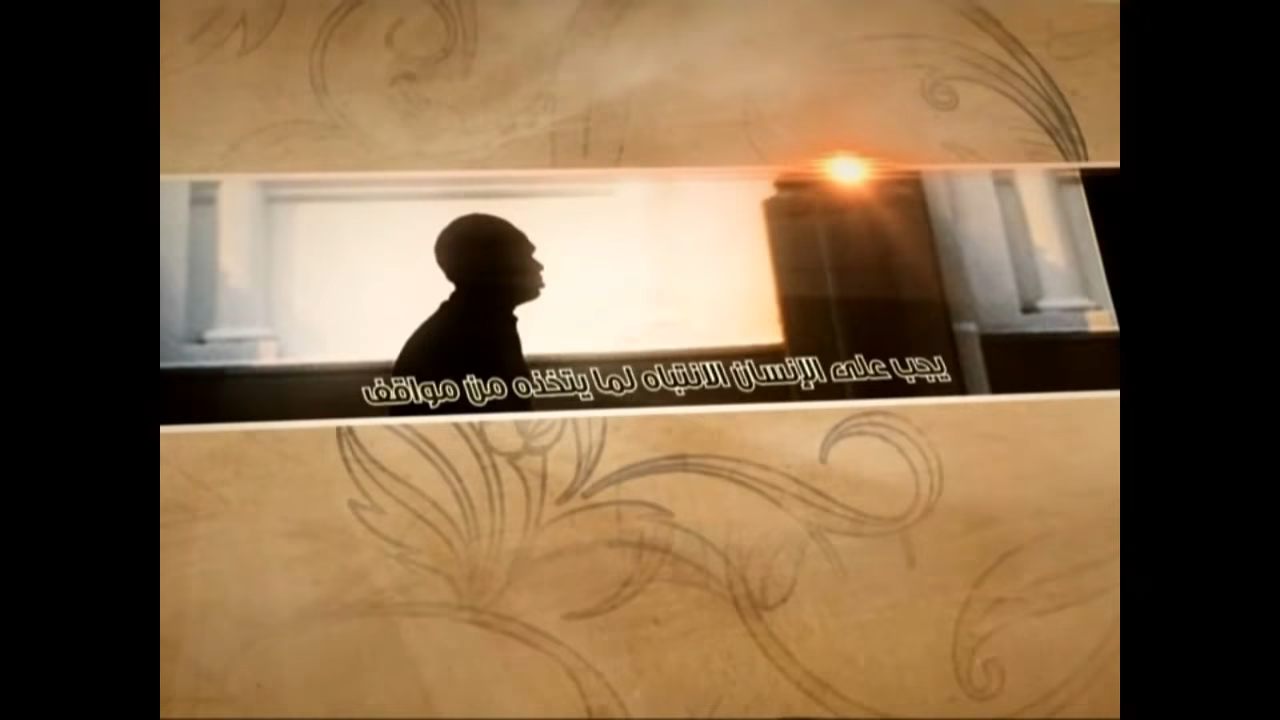 يجب على الإنسان الانتباه لما يتخذه من مواقف